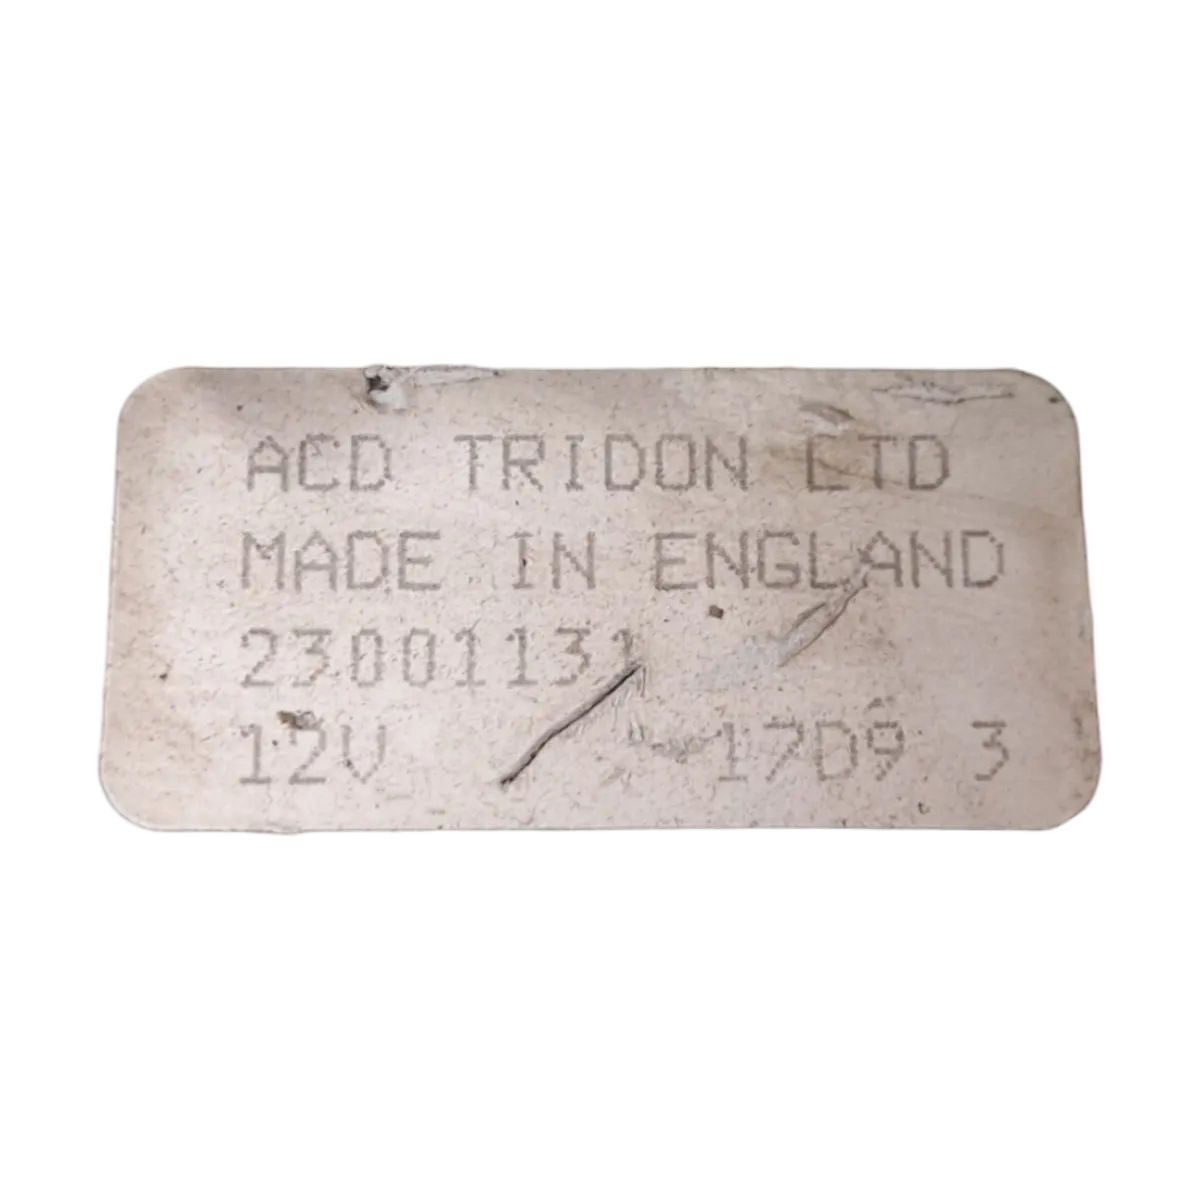 ACD TRIDON LTD
MADE IN ENGLAND
23001131
12V 17D9 3